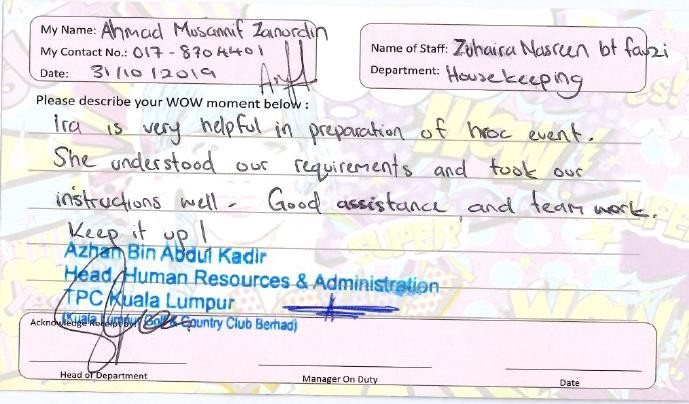 My Name: Ahmad Musannif Zainordin
My Contact No.: 017 - 8704401
Date: 31/10/2019
Name of Staff: Zuhaira Nasreen bt fauzi
Department: Housekeeping
Please describe your WOW moment below :
Ira is very helpful in preparation of hroc event.
She understood our requirements and took our
instructions well - Good assistance and team work.
Keep it up!
Azhan Bin Abdul Kadir
Head, Human Resources & Administration
TPC Kuala Lumpur
(Kuala Lumpur Golf & Country Club Berhad)
Acknowledge Receipt By:
Head of Department
Manager On Duty
Date